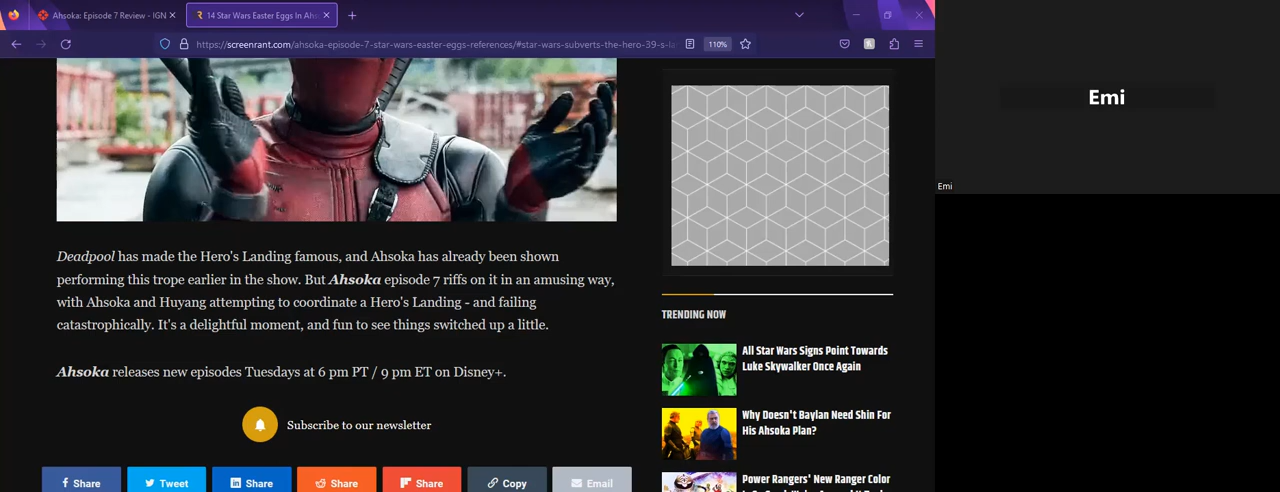 Ahsoka: Episode 7 Review - IGN
14 Star Wars Easter Eggs In Ahs
https://screenrant.com/ahsoka-episode-7-star-wars-easter-eggs-references/#star-wars-subverts-the-hero-39-s-la
110%
Emi
Emi
Deadpool has made the Hero's Landing famous, and Ahsoka has already been shown
performing this trope earlier in the show. But Ahsoka episode 7 riffs on it in an amusing way,
with Ahsoka and Huyang attempting to coordinate a Hero's Landing - and failing
catastrophically. It's a delightful moment, and fun to see things switched up a little.
Ahsoka releases new episodes Tuesdays at 6 pm PT / 9 pm ET on Disney+.
Subscribe to our newsletter
Share
Tweet
Share
Share
Share
Copy
Email
TRENDING NOW
All Star Wars Signs Point Towards
Luke Skywalker Once Again
Why Doesn't Baylan Need Shin For
His Ahsoka Plan?
Power Rangers' New Ranger Color